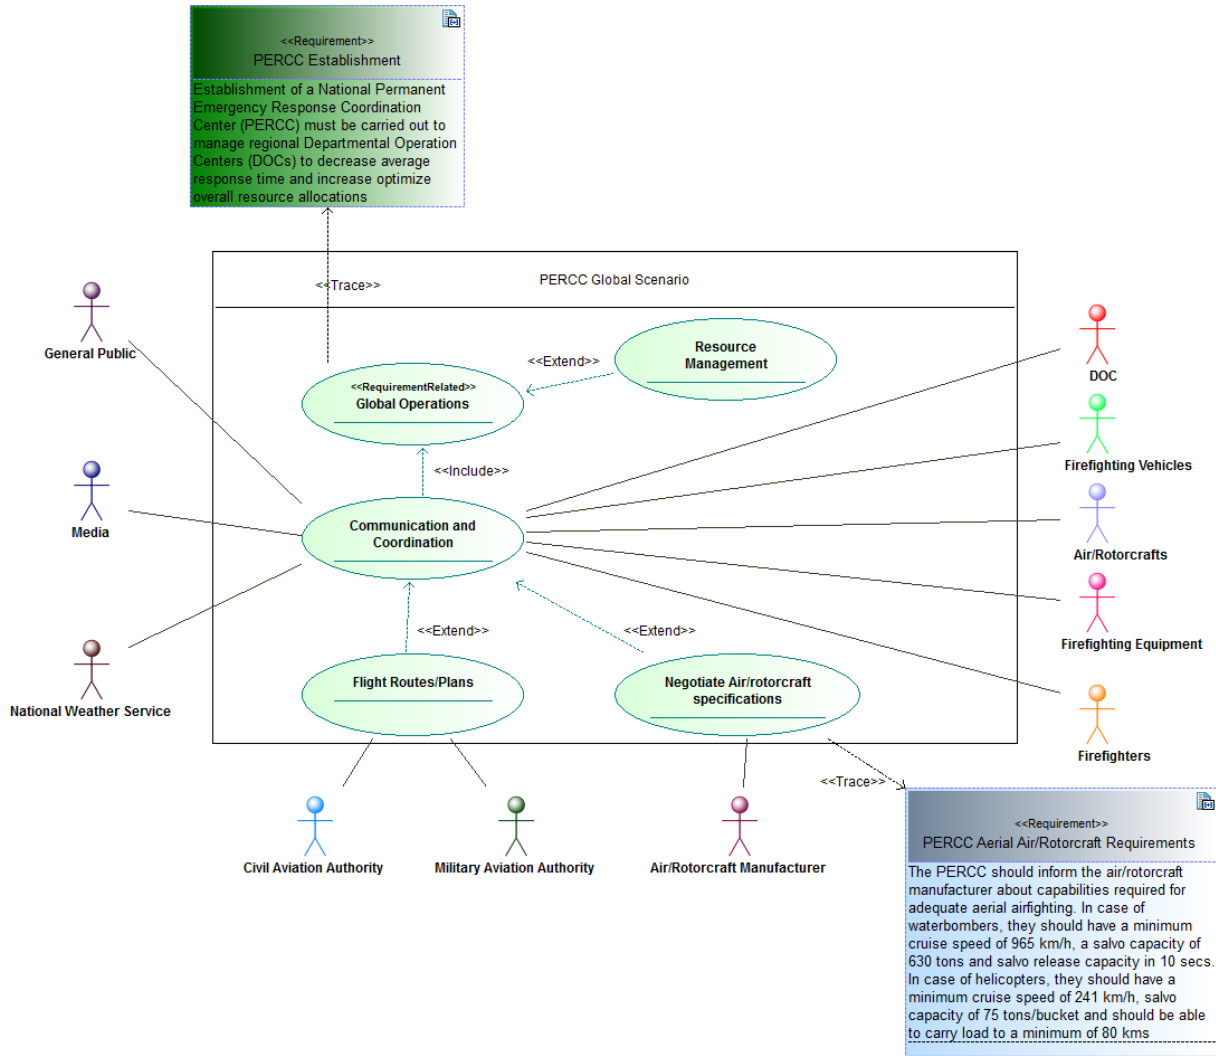 <<Requirement>>
PERCC Establishment
Establishment of a National Permanent
Emergency Response Coordination
Center (PERCC) must be carried out to
manage regional Departmental Operation
Centers (DOCs) to decrease average
response time and increase optimize
overall resource allocations
<<Trace>>
PERCC Global Scenario
General Public
<<RequirementRelated>>
Global Operations
<<Extend>>
Resource
Management
DOC
<<Include>>
Firefighting Vehicles
Media
Communication and
Coordination
Air/Rotorcrafts
<<Extend>>
<<Extend>>
Firefighting Equipment
National Weather Service
Flight Routes/Plans
Negotiate Air/rotorcraft
specifications
Firefighters
<<Trace>>
Civil Aviation Authority
Military Aviation Authority
Air/Rotorcraft Manufacturer
<<Requirement>>
PERCC Aerial Air/Rotorcraft Requirements
The PERCC should inform the air/rotorcraft
manufacturer about capabilities required for
adequate aerial airfighting. In case of
waterbombers, they should have a minimum
cruise speed of 965 km/h, a salvo capacity of
630 tons and salvo release capacity in 10 secs.
In case of helicopters, they should have a
minimum cruise speed of 241 km/h, salvo
capacity of 75 tons/bucket and should be able
to carry load to a minimum of 80 kms